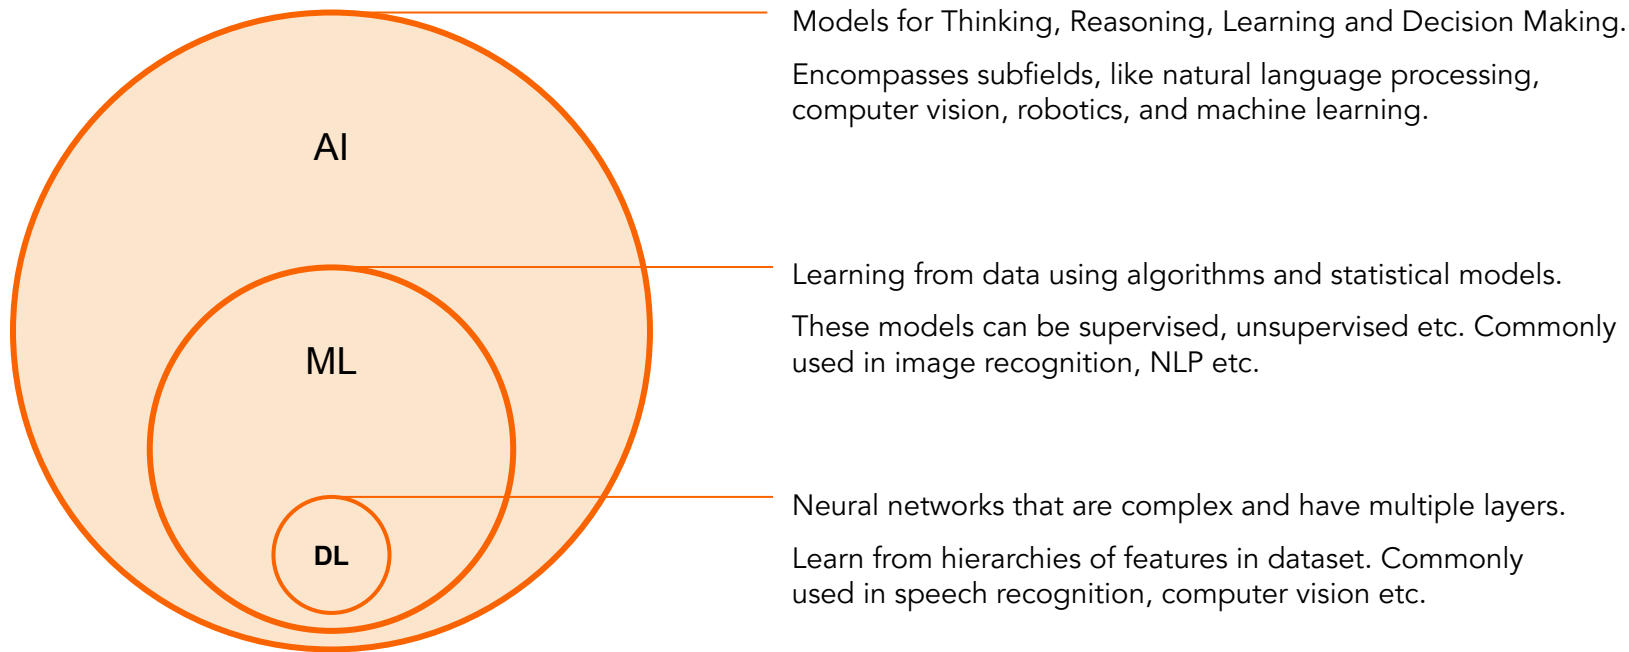 Models for Thinking, Reasoning, Learning and Decision Making.
Encompasses subfields, like natural language processing,
computer vision, robotics, and machine learning.
AI
Learning from data using algorithms and statistical models.
These models can be supervised, unsupervised etc. Commonly
used in image recognition, NLP etc.
ML
Neural networks that are complex and have multiple layers.
Learn from hierarchies of features in dataset. Commonly
used in speech recognition, computer vision etc.
DL